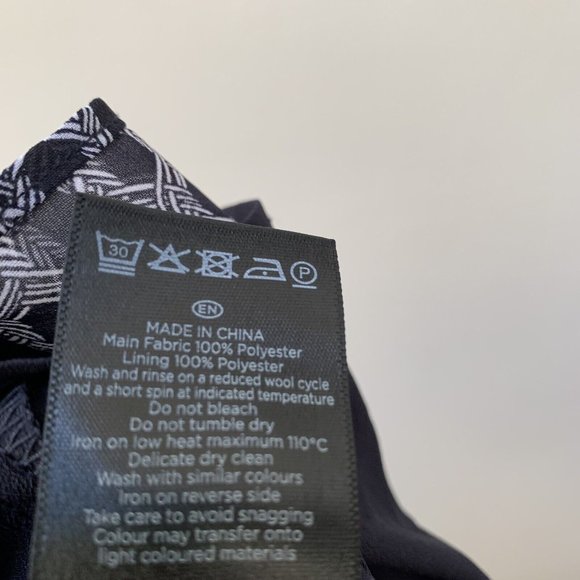 30 P
EN
MADE IN CHINA
Main Fabric 100% Polyester
Lining 100% Polyester
Wash and rinse on a reduced wool cycle
and a short spin at indicated temperature
Do not bleach
Do not tumble dry
Iron on low heat maximum 110°C
Delicate dry clean
Wash with similar colours
Iron on reverse side
Take care to avoid snagging
Colour may transfer onto
light coloured materials